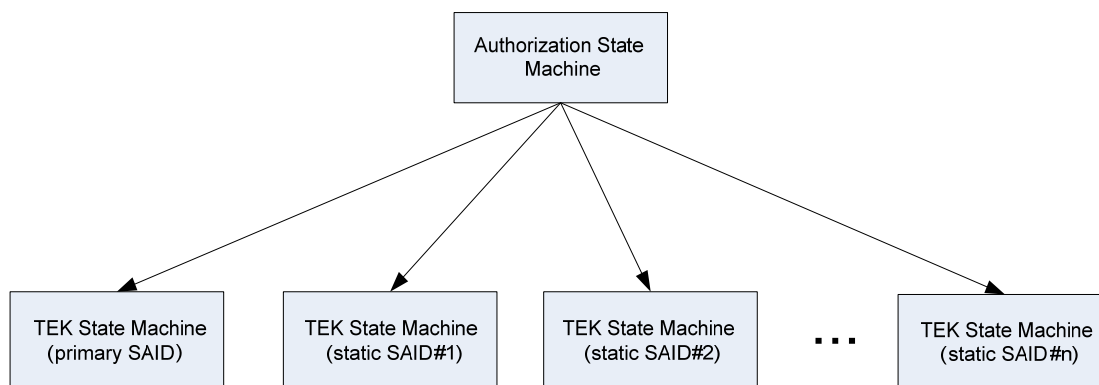 Authorization State
Machine
TEK State Machine
(primary SAID)
TEK State Machine
(static SAID#1)
TEK State Machine
(static SAID#2)
...
TEK State Machine
(static SAID#n)